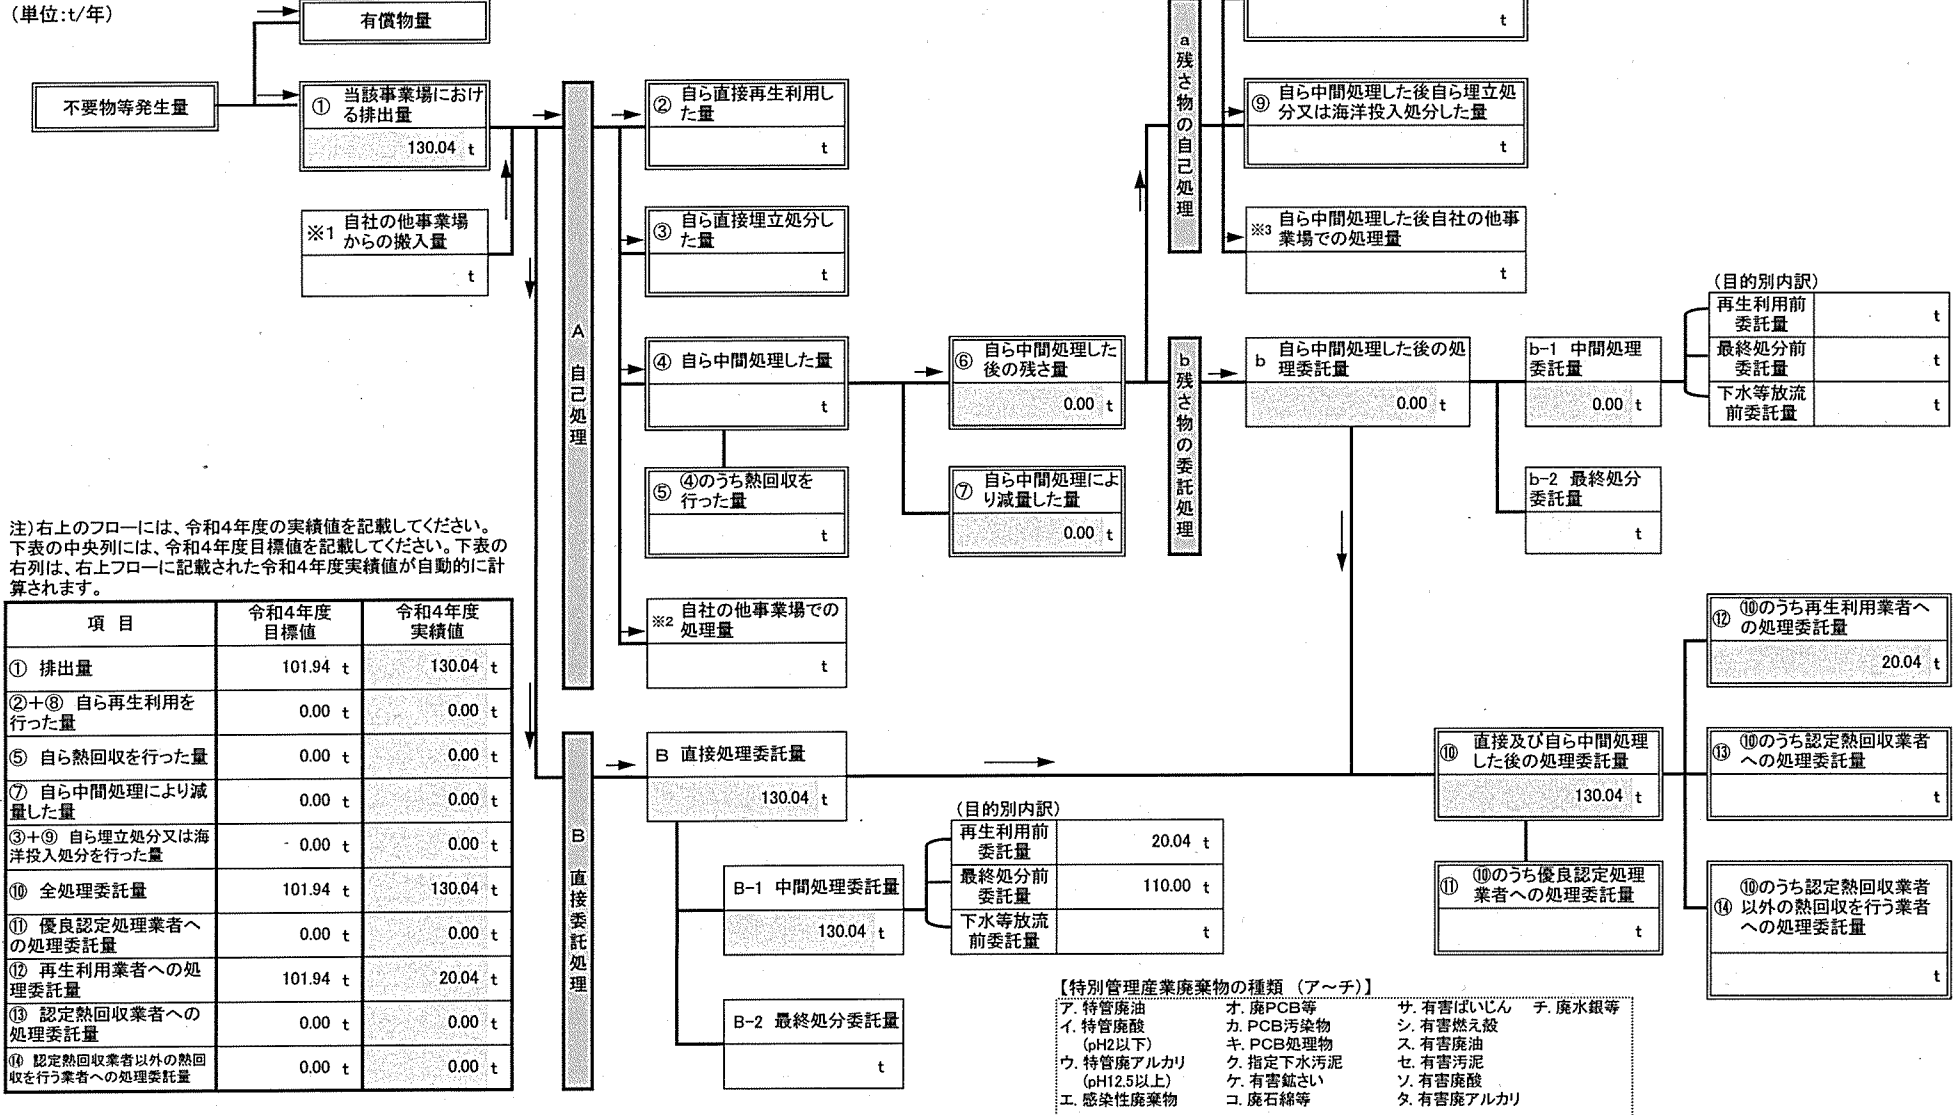 (単位:t/年)
有償物量
不要物等発生量
① 当該事業場におけ
る排出量
130.04 t
※1 自社の他事業場
からの搬入量
t
A 自己処理
② 自ら直接再生利用し
た量
t
③ 自ら直接埋立処分し
た量
t
④ 自ら中間処理した量
t
⑤ ④のうち熱回収を
行った量
t
※2 自社の他事業場での
処理量
t
⑥ 自ら中間処理した
後の残さ量
0.00 t
⑦ 自ら中間処理によ
り減量した量
0.00 t
a 残さ物の自己処理
t
⑨ 自ら中間処理した後自ら埋立処
分又は海洋投入処分した量
t
※3 自ら中間処理した後自社の他事
業場での処理量
t
b 残さ物の委託処理
b 自ら中間処理した後の処
理委託量
0.00 t
b-1 中間処理
委託量
0.00 t
b-2 最終処分
委託量
t
(目的別内訳)
再生利用前
委託量 t
最終処分前
委託量 t
下水等放流
前委託量 t
注)右上のフローには、令和4年度の実績値を記載してください。
下表の中央列には、令和4年度目標値を記載してください。下表の
右列は、右上フローに記載された令和4年度実績値が自動的に計
算されます。
項 目 令和4年度
目標値 令和4年度
実績値
① 排出量 101.94 t 130.04 t
②+⑧ 自ら再生利用を
行った量 0.00 t 0.00 t
⑤ 自ら熱回収を行った量 0.00 t 0.00 t
⑦ 自ら中間処理により減
量した量 0.00 t 0.00 t
③+⑨ 自ら埋立処分又は海
洋投入処分を行った量 0.00 t 0.00 t
⑩ 全処理委託量 101.94 t 130.04 t
⑪ 優良認定処理業者へ
の処理委託量 0.00 t 0.00 t
⑫ 再生利用業者への処
理委託量 101.94 t 20.04 t
⑬ 認定熱回収業者への
処理委託量 0.00 t 0.00 t
⑭ 認定熱回収業者以外の熱回
収を行う業者への処理委託量 0.00 t 0.00 t
B 直接委託処理
B 直接処理委託量
130.04 t
B-1 中間処理委託量
130.04 t
B-2 最終処分委託量
t
(目的別内訳)
再生利用前
委託量 20.04 t
最終処分前
委託量 110.00 t
下水等放流
前委託量 t
⑩ 直接及び自ら中間処理
した後の処理委託量
130.04 t
⑪ ⑩のうち優良認定処理
業者への処理委託量
t
⑫ ⑩のうち再生利用業者へ
の処理委託量
20.04 t
⑬ ⑩のうち認定熱回収業者
への処理委託量
t
⑭ ⑩のうち認定熱回収業者
以外の熱回収を行う業者
への処理委託量
t
【特別管理産業廃棄物の種類 (ア〜チ)】
ア. 特管廃油 オ. 廃PCB等 サ. 有害ばいじん チ. 廃水銀等
イ. 特管廃酸 カ. PCB汚染物 シ. 有害燃え殻
(pH2以下) キ. PCB処理物 ス. 有害廃油
ウ. 特管廃アルカリ ク. 指定下水汚泥 セ. 有害汚泥
(pH12.5以上) ケ. 有害鉱さい ソ. 有害廃酸
エ. 感染性廃棄物 コ. 廃石綿等 タ. 有害廃アルカリ